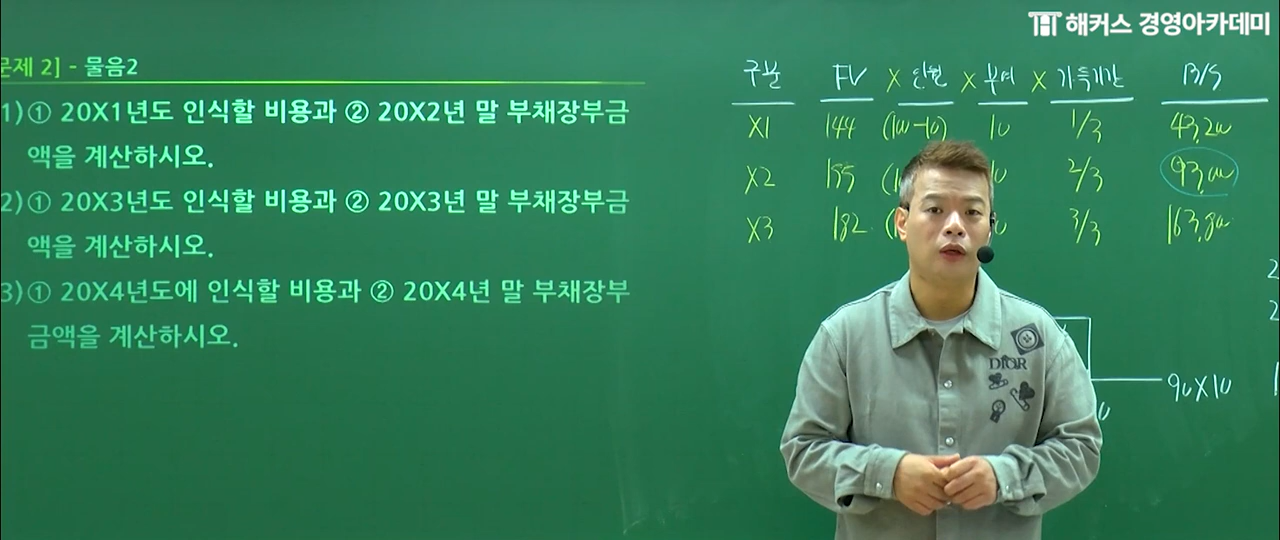 해커스 경영아카데미
문제 2] - 물음2
1) ① 20X1년도 인식할 비용과 ② 20X2년 말 부채장부금
액을 계산하시오.
2) ① 20X3년도 인식할 비용과 ② 20X3년 말 부채장부금
액을 계산하시오.
3) ① 20X4년도에 인식할 비용과 ② 20X4년 말 부채장부
금액을 계산하시오.
구분 FV X 인원 X 부여 X 가득기간 B/S
X1 144 (100-10) 10 1/3 43,200
X2 155 (1 10 2/3 93,000
X3 182 (1 0 3/3 163,800
90X10
DIOR